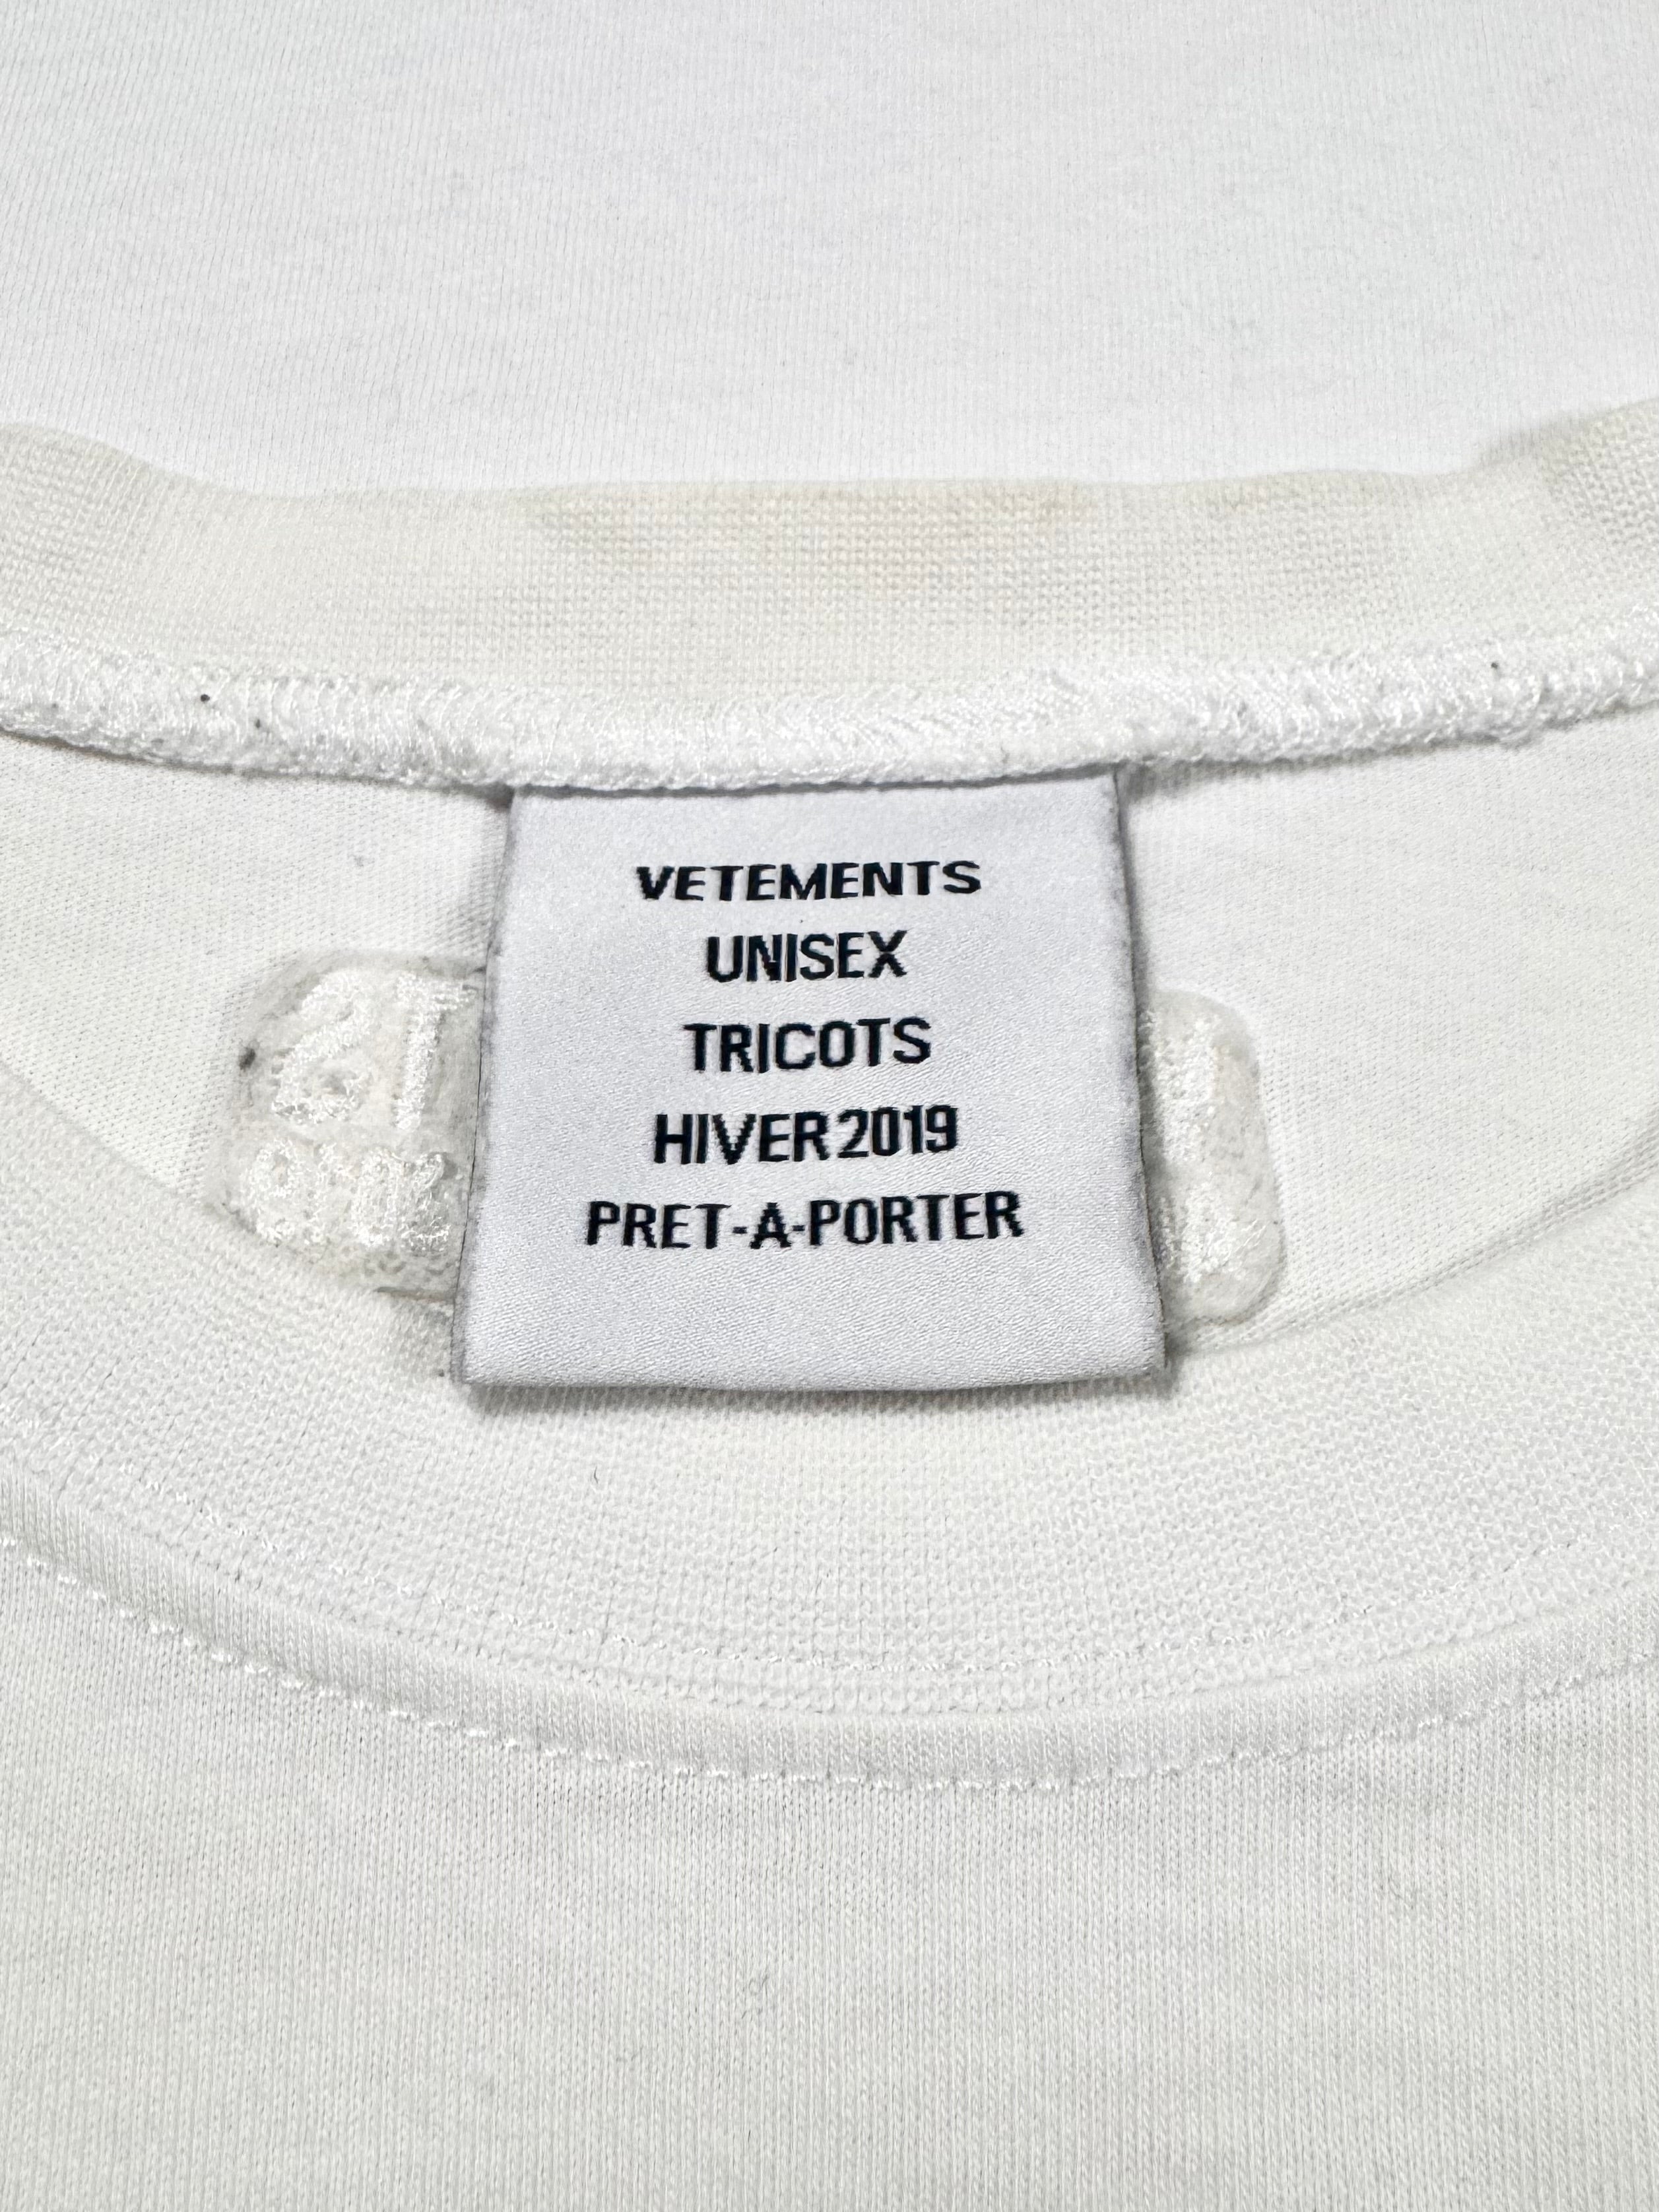 VETEMENTS
UNISEX
TRICOTS
HIVER 2019
PRET-A-PORTER